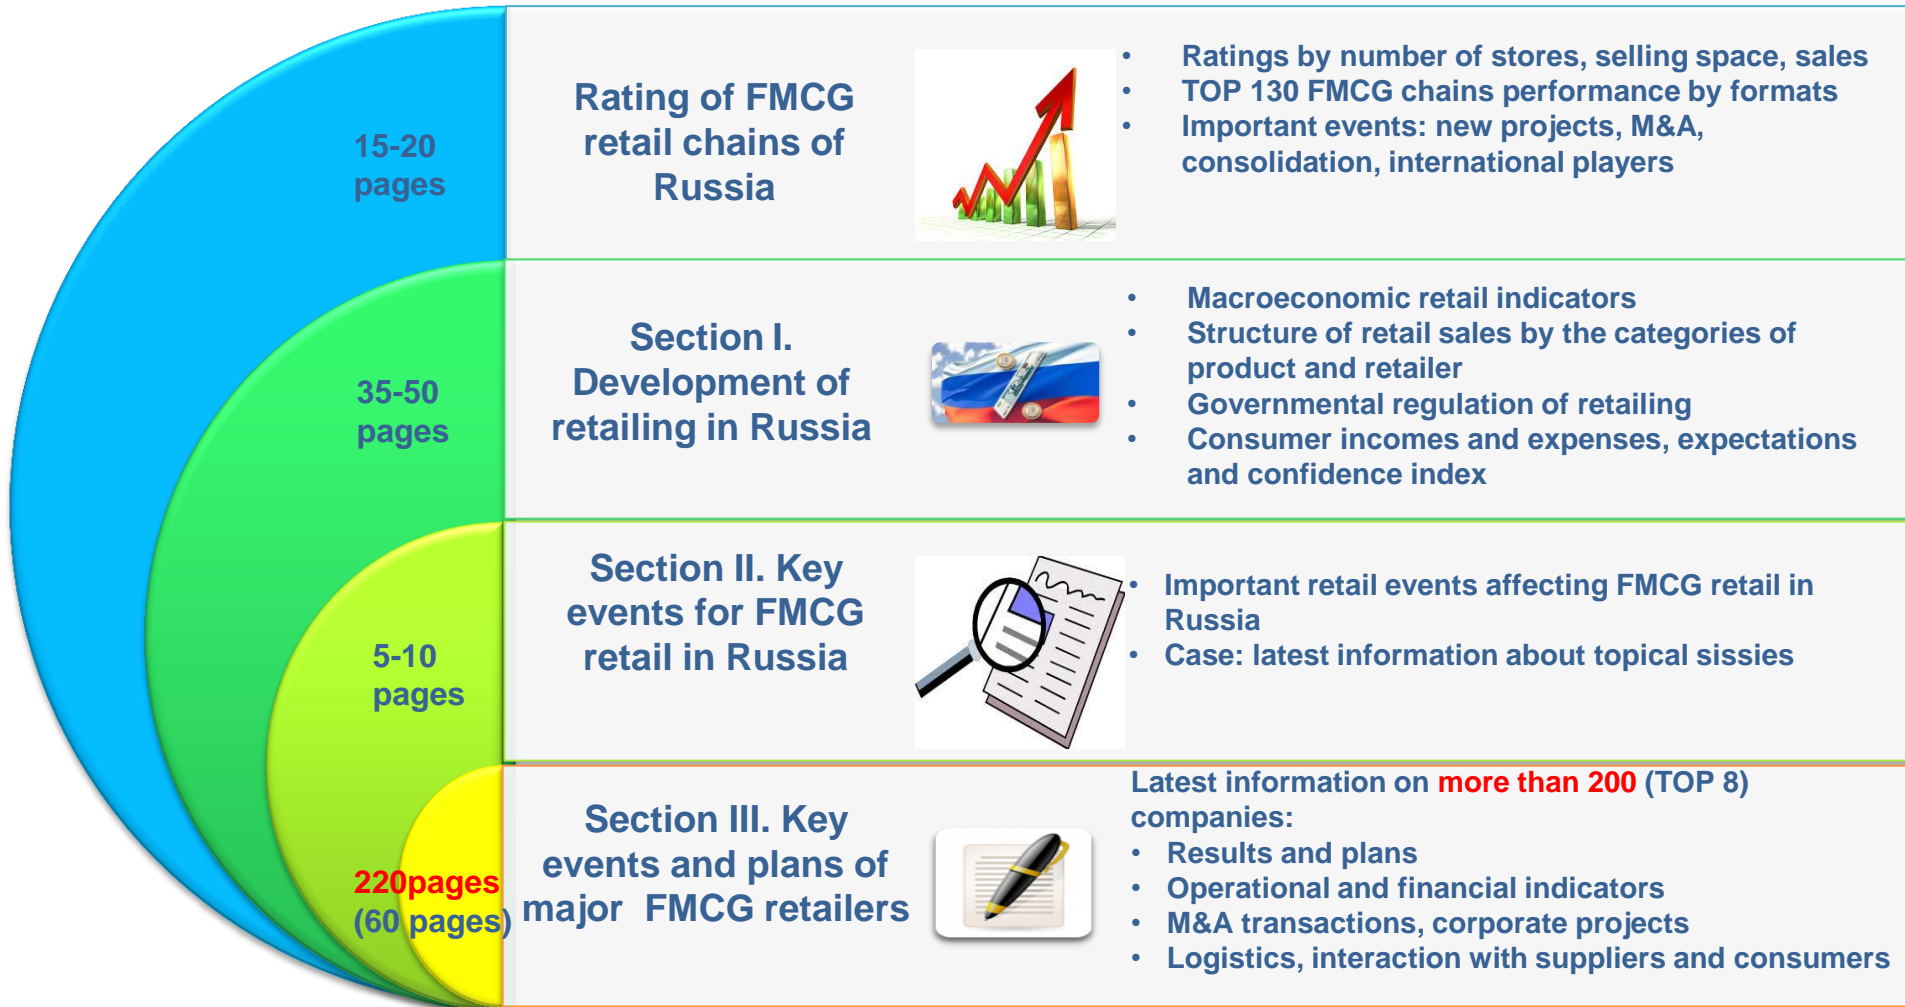 15-20
pages
Rating of FMCG
retail chains of
Russia
• Ratings by number of stores, selling space, sales
• TOP 130 FMCG chains performance by formats
• Important events: new projects, M&A,
consolidation, international players
35-50
pages
Section I.
Development of
retailing in Russia
• Macroeconomic retail indicators
• Structure of retail sales by the categories of
product and retailer
• Governmental regulation of retailing
• Consumer incomes and expenses, expectations
and confidence index
5-10
pages
Section II. Key
events for FMCG
retail in Russia
• Important retail events affecting FMCG retail in
Russia
• Case: latest information about topical sissies
220pages
(60 pages)
Section III. Key
events and plans of
major FMCG retailers
Latest information on more than 200 (TOP 8)
companies:
• Results and plans
• Operational and financial indicators
• M&A transactions, corporate projects
• Logistics, interaction with suppliers and consumers